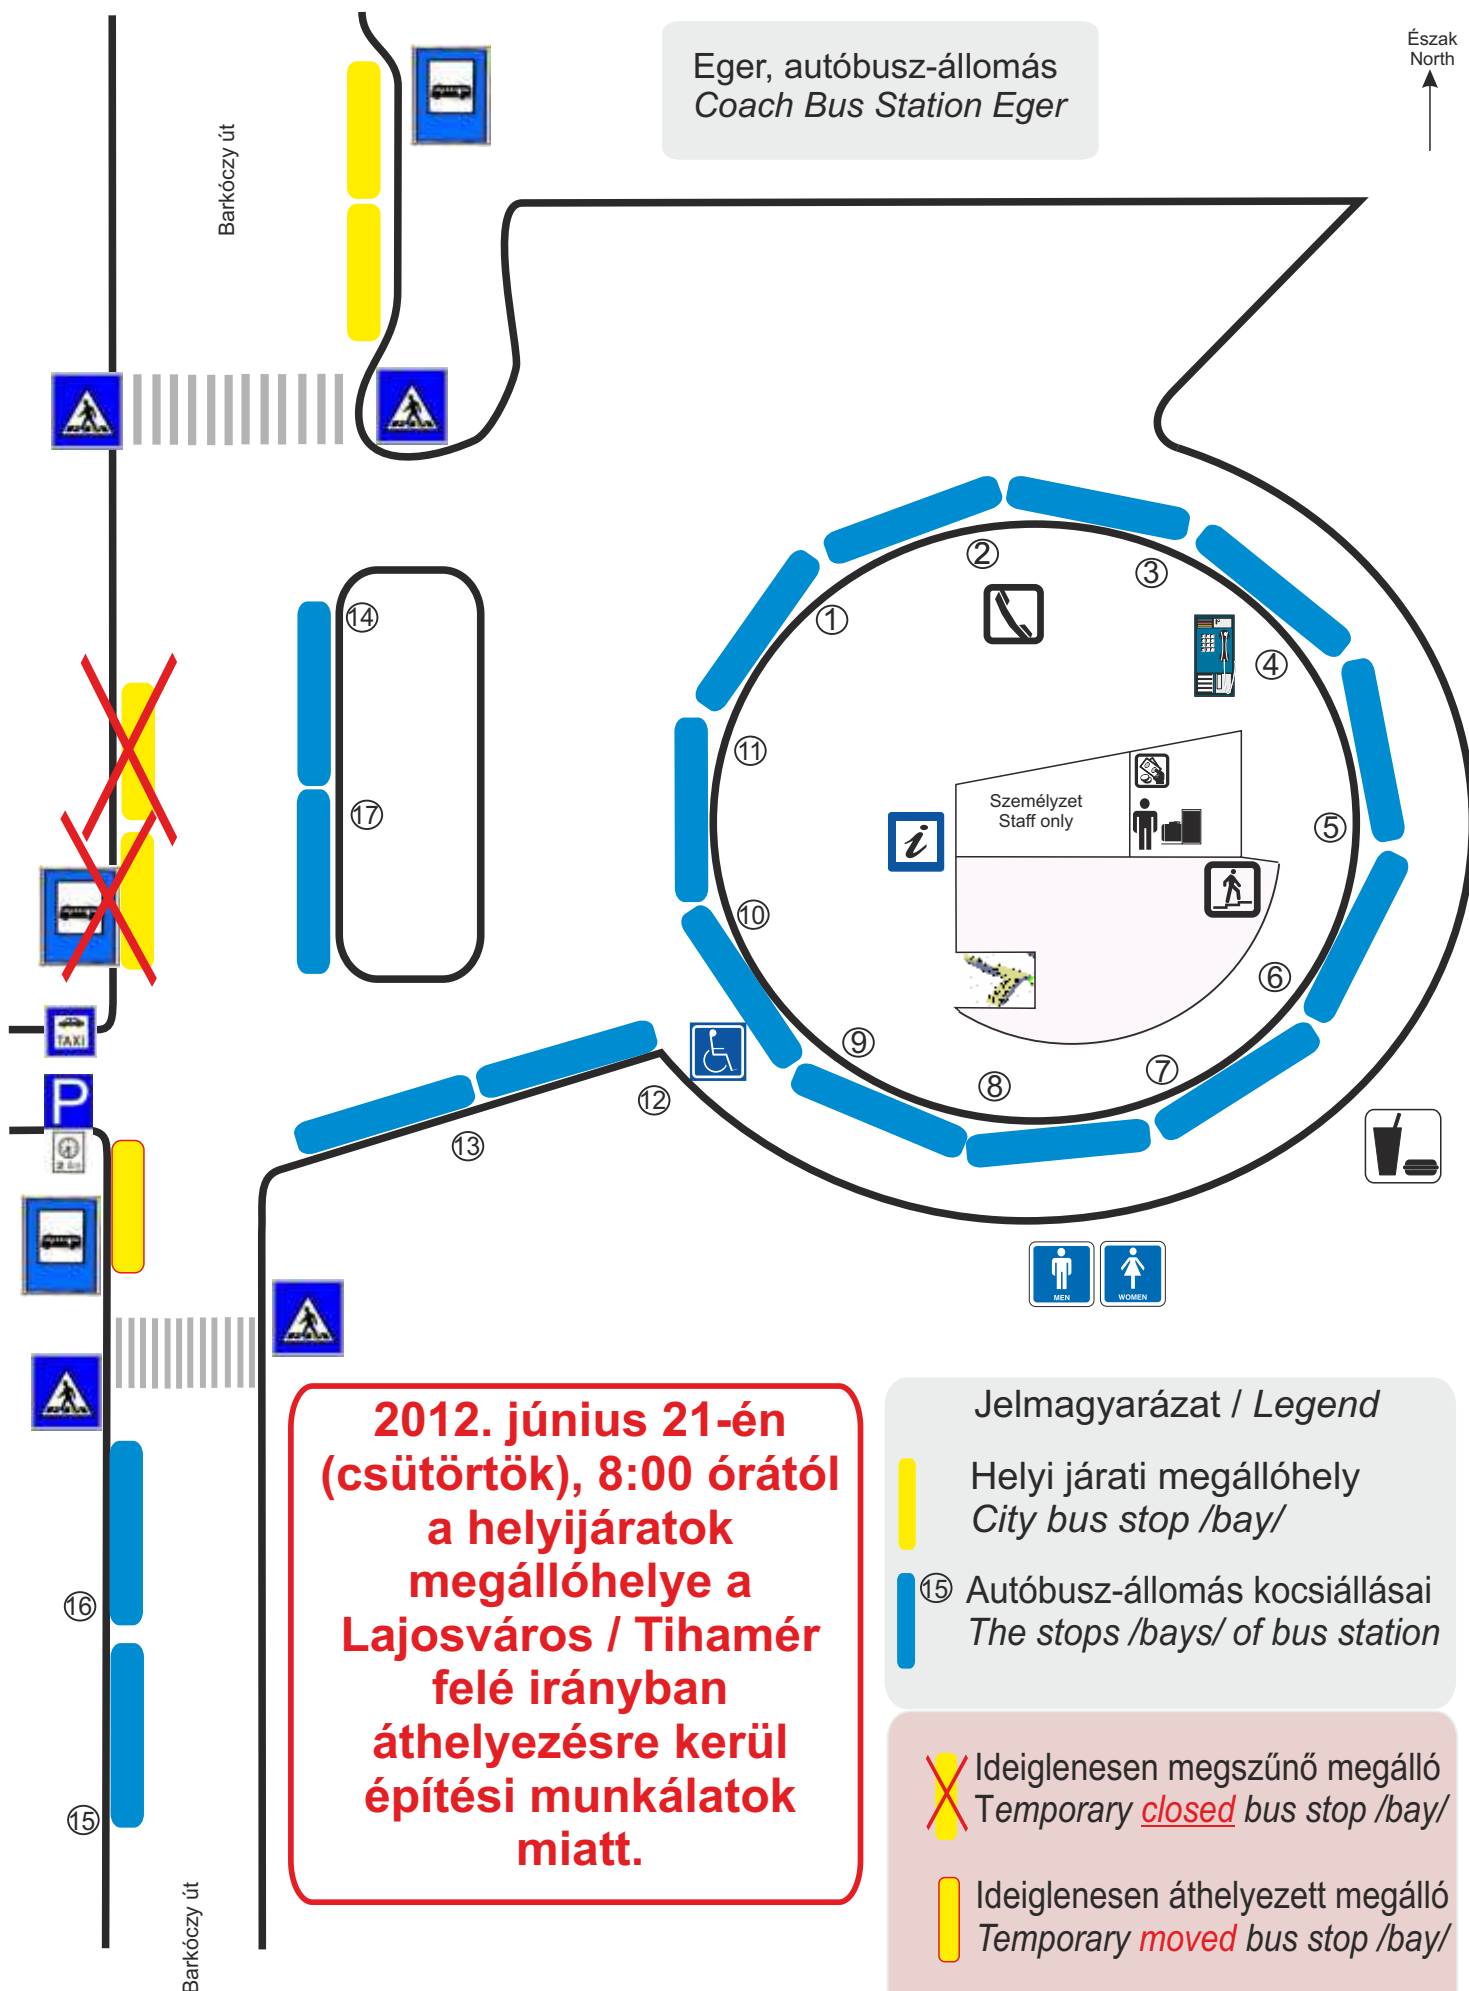 Eger, autóbusz-állomás
Coach Bus Station Eger
Észak
North
Barkóczy út
2
3
1
14
4
11
17
5
Személyzet
Staff only
i
10
6
TAXI
9
7
8
12
P
13
MEN
WOMEN
2012. június 21-én
(csütörtök), 8:00 órától
a helyijáratok
megállóhelye a
Lajosváros / Tihamér
felé irányban
áthelyezésre kerül
építési munkálatok
miatt.
Jelmagyarázat / Legend
Helyi járati megállóhely
City bus stop /bay/
15 Autóbusz-állomás kocsiállásai
The stops /bays/ of bus station
Ideiglenesen megszűnő megálló
Temporary closed bus stop /bay/
Ideiglenesen áthelyezett megálló
Temporary moved bus stop /bay/
16
15
Barkóczy út